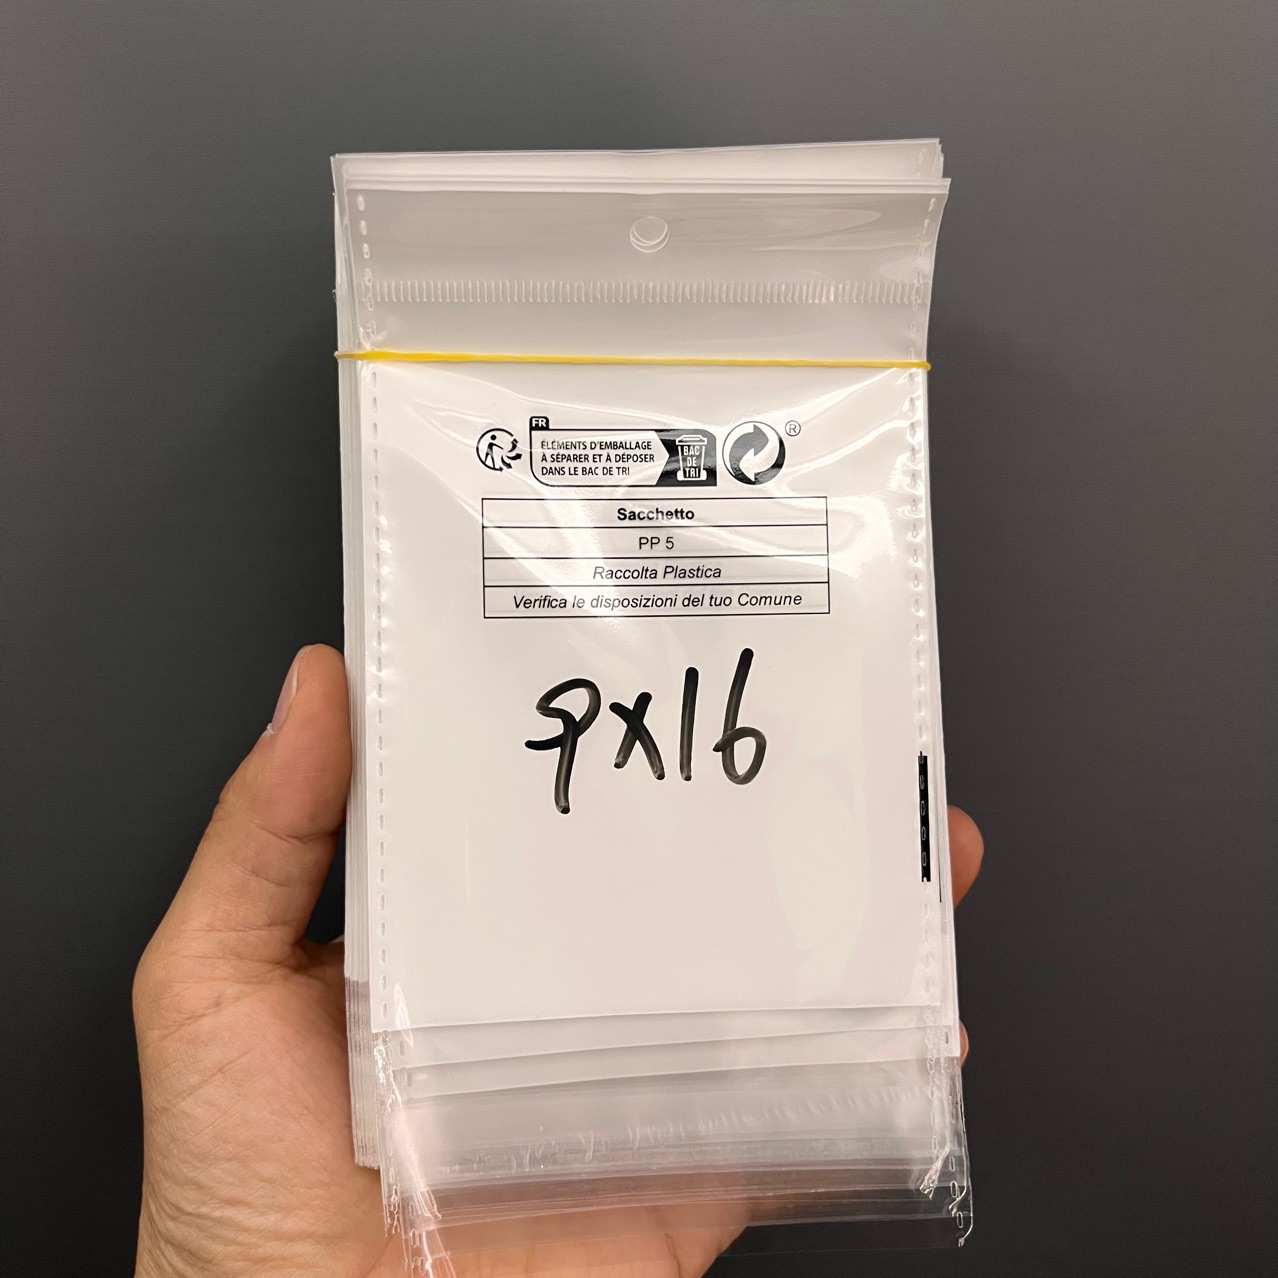 FR
ÉLÉMENTS D'EMBALLAGE
À SÉPARER ET À DÉPOSER
DANS LE BAC DE TRI
BAC
DE
TRI
®
Sacchetto
PP 5
Raccolta Plastica
Verifica le disposizioni del tuo Comune
9x16